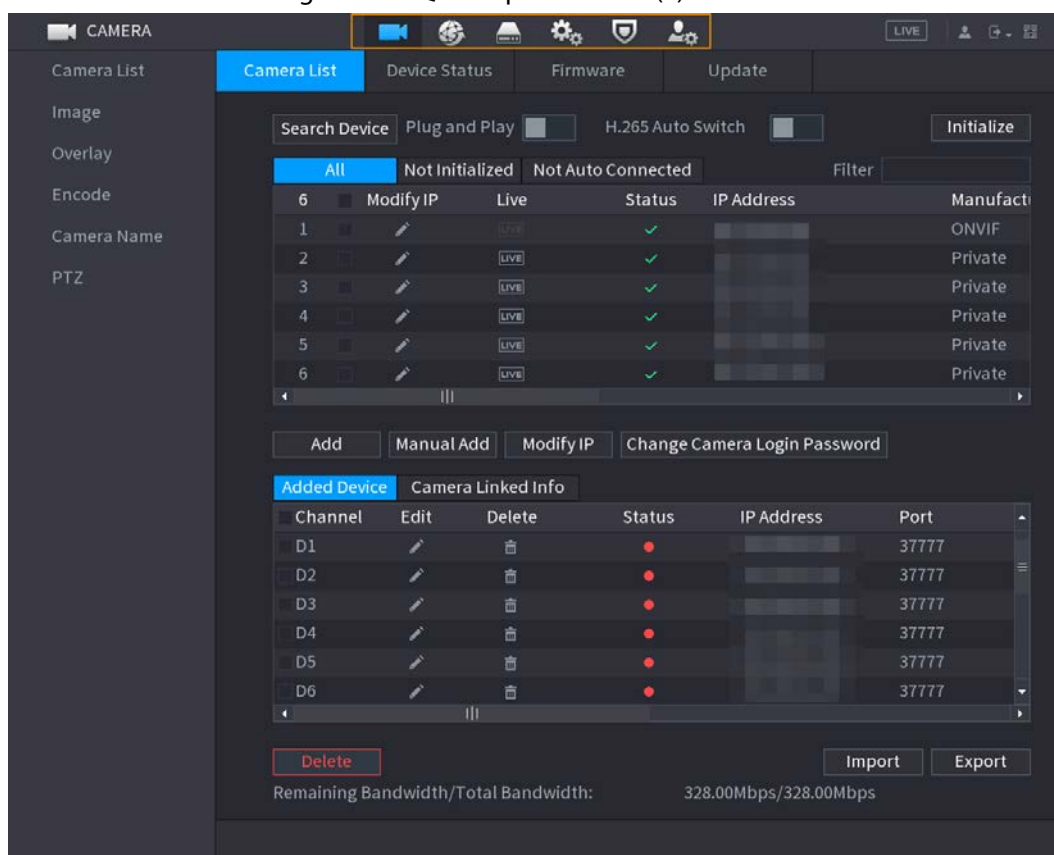 CAMERA LIVE
Camera List
Image
Overlay
Encode
Camera Name
PTZ
Camera List Device Status Firmware Update
Search Device Plug and Play H.265 Auto Switch Initialize
All Not Initialized Not Auto Connected Filter
6 Modify IP Live Status IP Address Manufact
1 LIVE ONVIF
2 LIVE Private
3 LIVE Private
4 LIVE Private
5 LIVE Private
6 LIVE Private
Add Manual Add Modify IP Change Camera Login Password
Added Device Camera Linked Info
Channel Edit Delete Status IP Address Port
D1 37777
D2 37777
D3 37777
D4 37777
D5 37777
D6 37777
Delete Import Export
Remaining Bandwidth/Total Bandwidth: 328.00Mbps/328.00Mbps